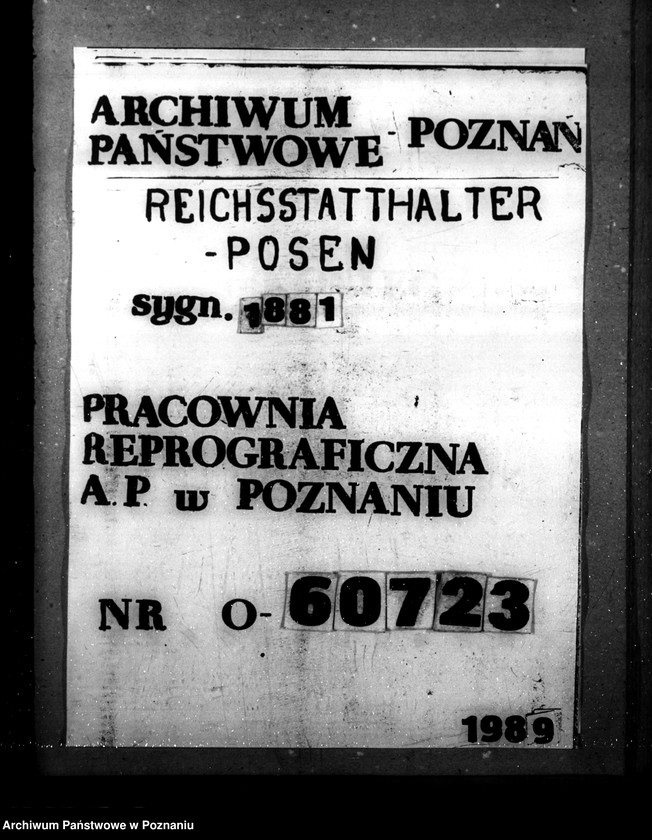 ARCHIWUM
PAŃSTWOWE - POZNAŃ
REICHSSTATTHALTER
-POSEN
sygn. 1881
PRACOWNIA
REPROGRAFICZNA
A.P. w POZNANIU
NR O-60723
1989
Archiwum Państwowe w Poznaniu